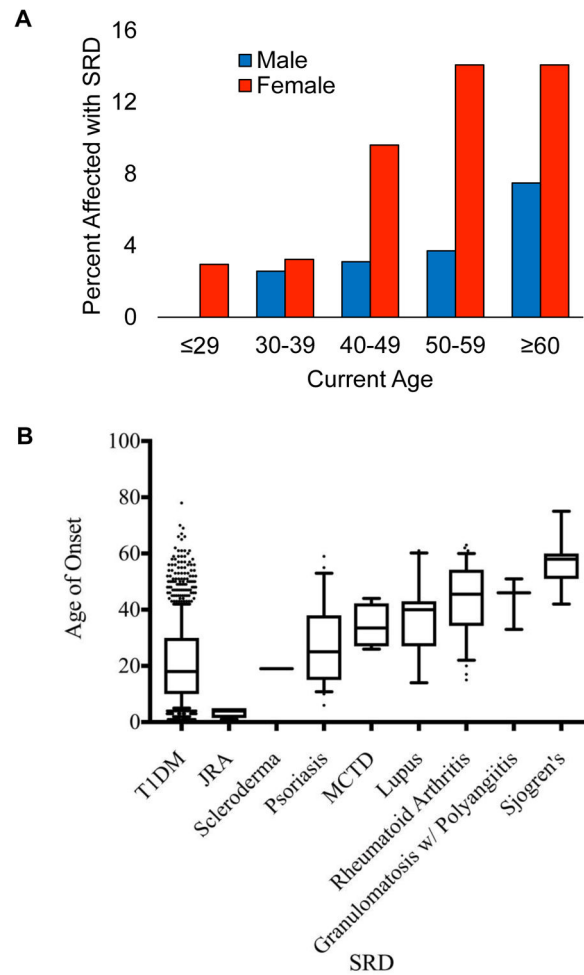 A
Percent Affected with SRD
16
12
8
4
0
Male
Female
≤29 30-39 40-49 50-59 ≥60
Current Age
B
Age of Onset
100
80
60
40
20
0
T1DM
JRA
Scleroderma
Psoriasis
MCTD
Lupus
Rheumatoid Arthritis
Granulomatosis w/ Polyangiitis
Sjogren's
SRD